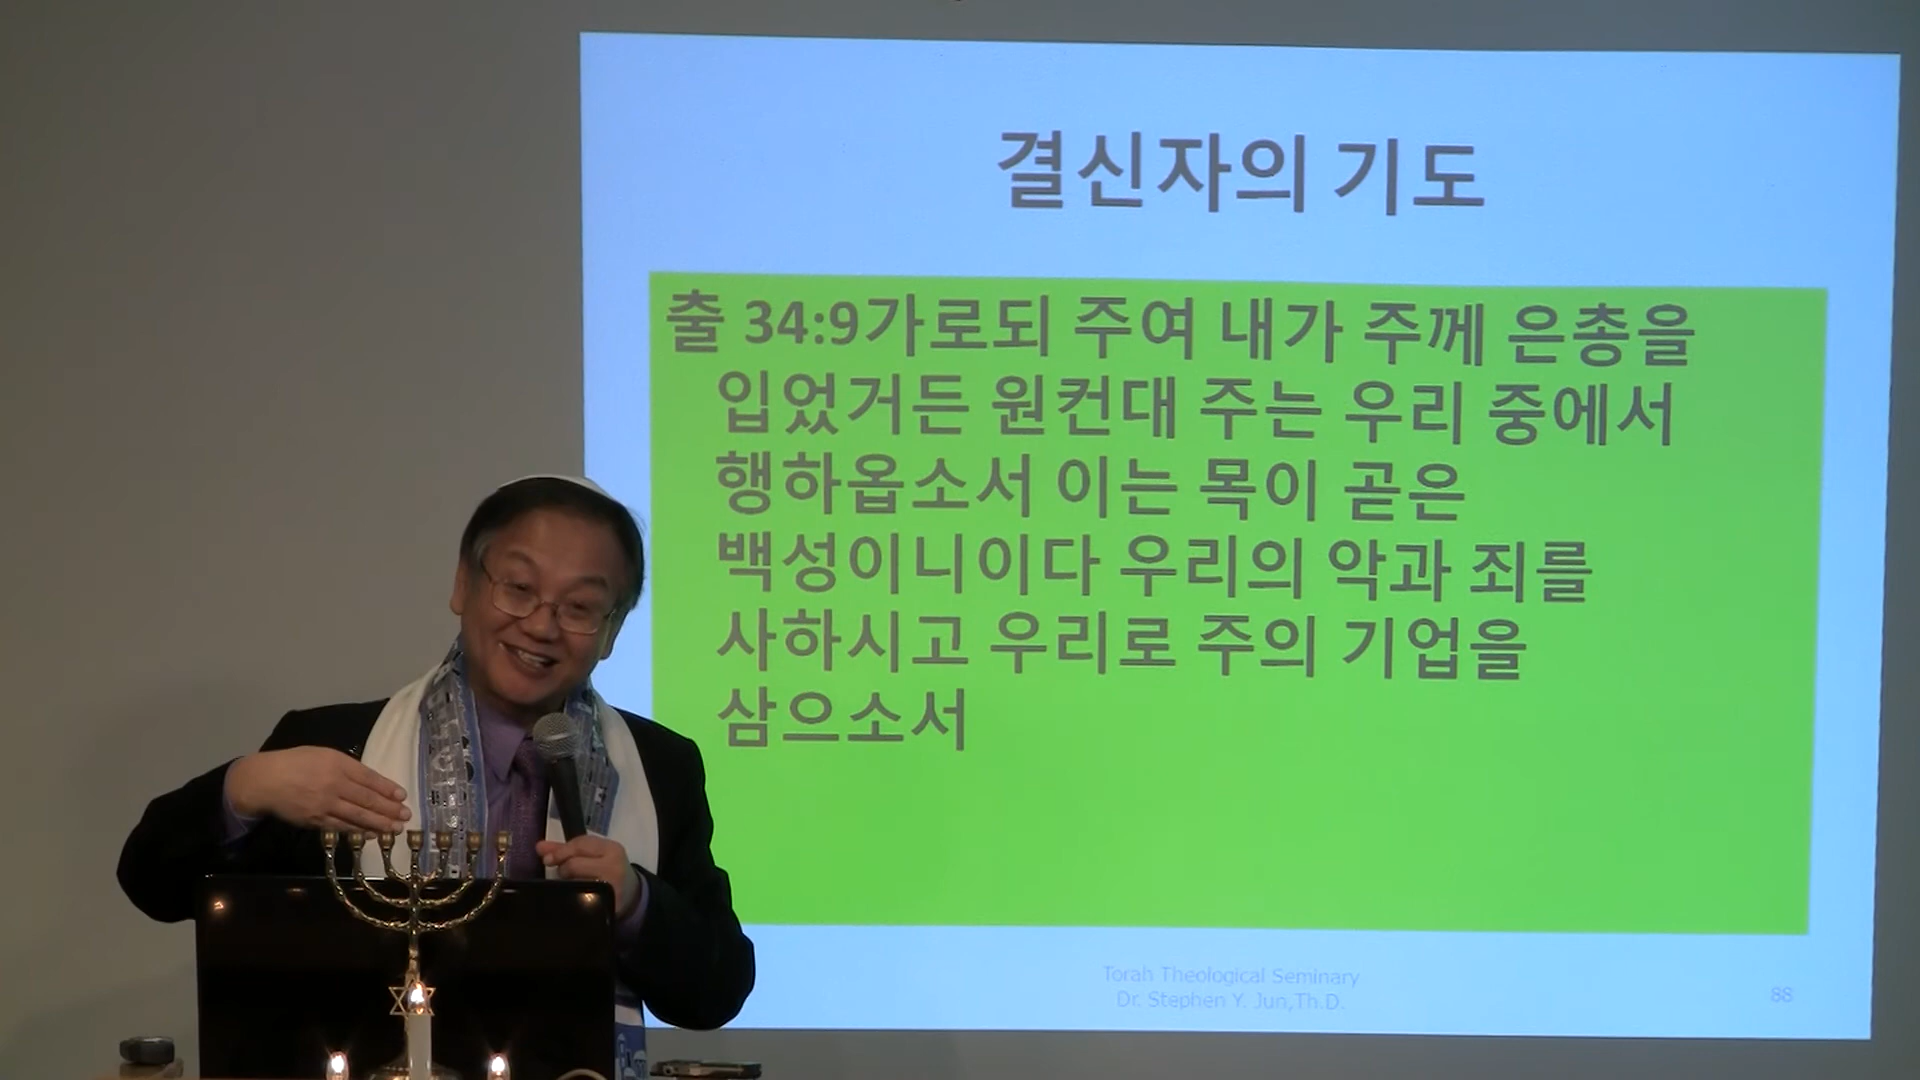 결신자의 기도
출 34:9가로되 주여 내가 주께 은총을
입었거든 원컨대 주는 우리 중에서
행하옵소서 이는 목이 곧은
백성이니이다 우리의 악과 죄를
사하시고 우리로 주의 기업을
삼으소서
Torah Theological Seminary
Dr. Stephen Y. Jun,Th.D.
88